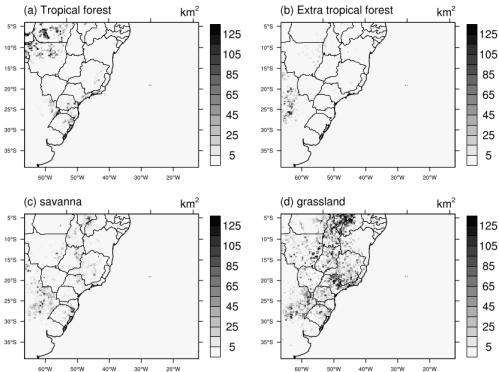 (a) Tropical forest km²
5°S
10°S
15°S
20°S
25°S
30°S
35°S
60°W 50°W 40°W 30°W 20°W
125
105
85
65
45
25
5
(b) Extra tropical forest km²
5°S
10°S
15°S
20°S
25°S
30°S
35°S
60°W 50°W 40°W 30°W 20°W
125
105
85
65
45
25
5
(c) savanna km²
5°S
10°S
15°S
20°S
25°S
30°S
35°S
60°W 50°W 40°W 30°W 20°W
125
105
85
65
45
25
5
(d) grassland km²
5°S
10°S
15°S
20°S
25°S
30°S
35°S
60°W 50°W 40°W 30°W 20°W
125
105
85
65
45
25
5